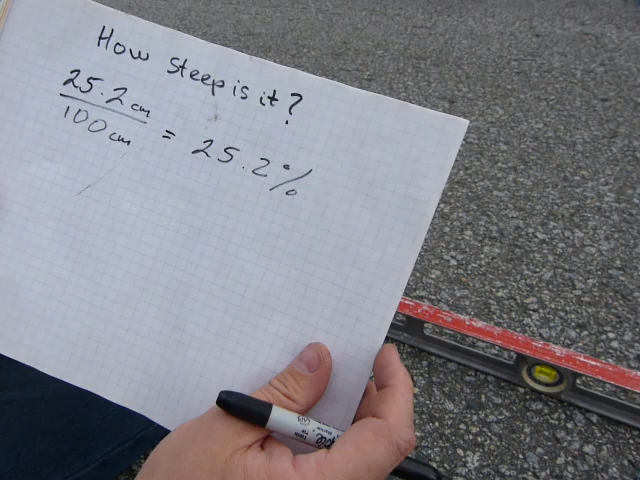 How steep is it?
25.2 cm
100 cm
= 25.2%